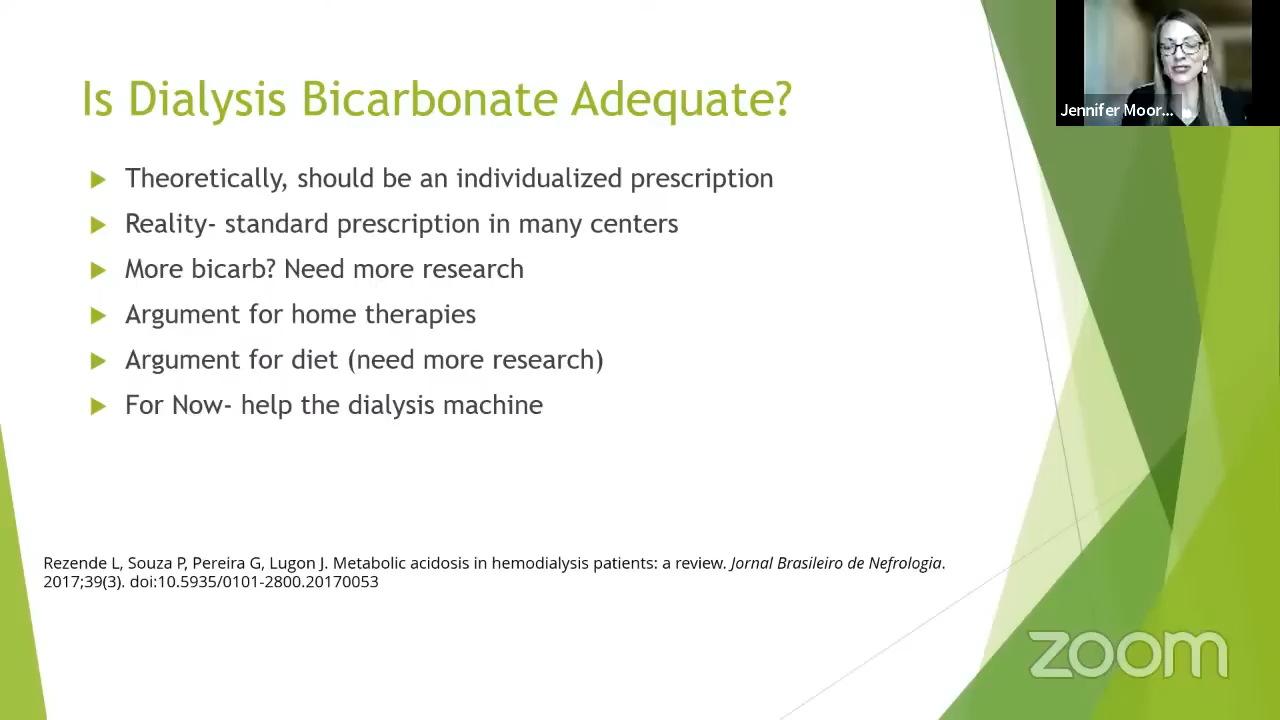 Is Dialysis Bicarbonate Adequate?
Jennifer Moor...
Theoretically, should be an individualized prescription
Reality- standard prescription in many centers
More bicarb? Need more research
Argument for home therapies
Argument for diet (need more research)
For Now- help the dialysis machine
Rezende L, Souza P, Pereira G, Lugon J. Metabolic acidosis in hemodialysis patients: a review. Jornal Brasileiro de Nefrologia.
2017;39(3). doi:10.5935/0101-2800.20170053
zoom